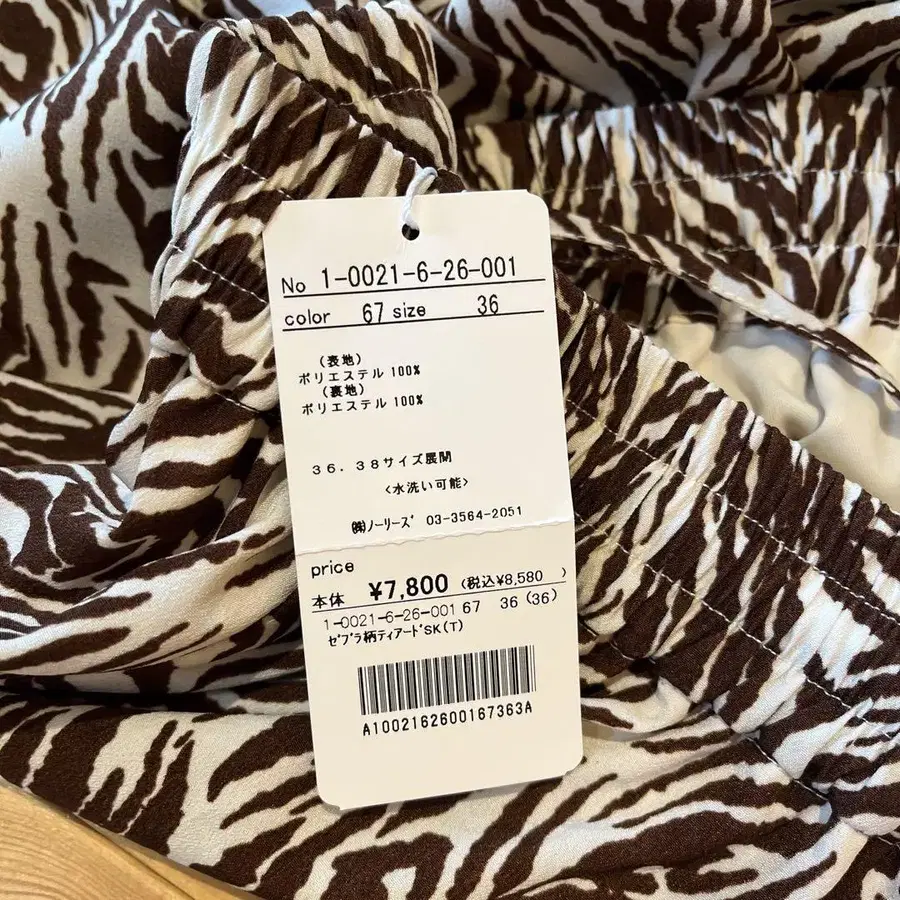 No 1-0021-6-26-001
color 67 size 36
(表地)
ポリエステル 100%
(裏地)
ポリエステル 100%
36.38サイズ展開
<水洗い可能>
㈱ノーリーズ 03-3564-2051
price
本体 ¥7,800 (税込¥8,580 )
1-0021-6-26-001 67 36 (36)
ゼブラ柄ティアードSK(T)
A1002162600167363A